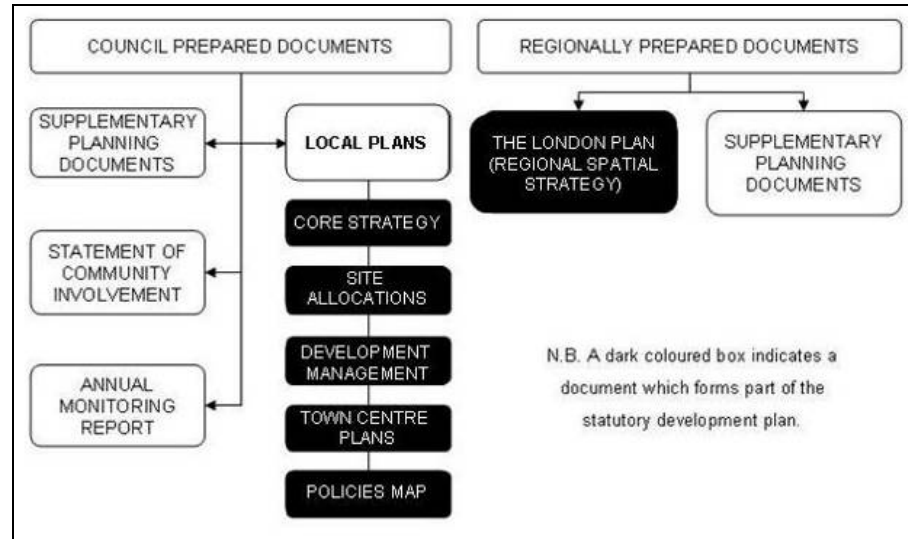 COUNCIL PREPARED DOCUMENTS
SUPPLEMENTARY
PLANNING
DOCUMENTS
LOCAL PLANS
CORE STRATEGY
STATEMENT OF
COMMUNITY
INVOLVEMENT
SITE
ALLOCATIONS
DEVELOPMENT
MANAGEMENT
ANNUAL
MONITORING
REPORT
TOWN CENTRE
PLANS
POLICIES MAP
REGIONALLY PREPARED DOCUMENTS
THE LONDON PLAN
(REGIONAL SPATIAL
STRATEGY)
SUPPLEMENTARY
PLANNING
DOCUMENTS
N.B. A dark coloured box indicates a
document which forms part of the
statutory development plan.